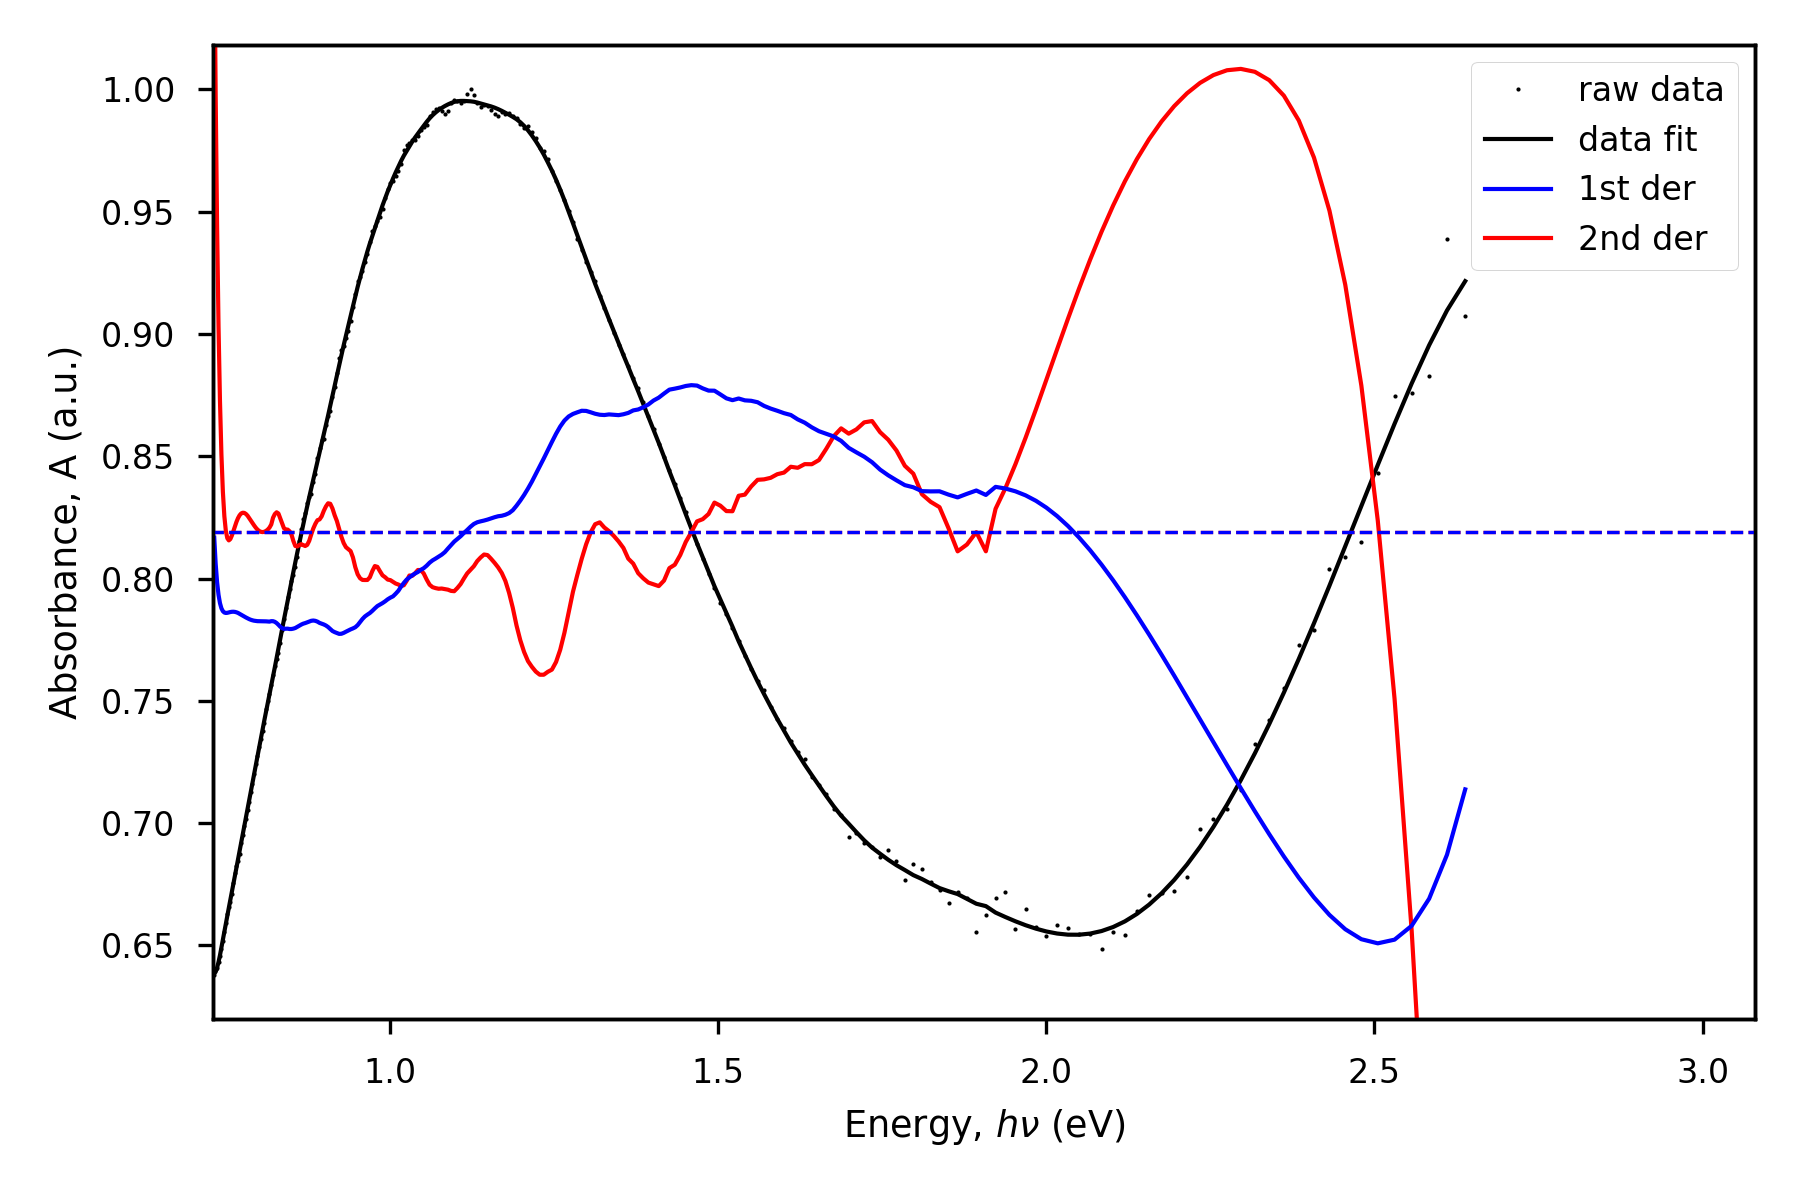 raw data
data fit
1st der
2nd der
1.00
0.95
0.90
0.85
0.80
0.75
0.70
0.65
Absorbance, A (a.u.)
1.0 1.5 2.0 2.5 3.0
Energy, hν (eV)